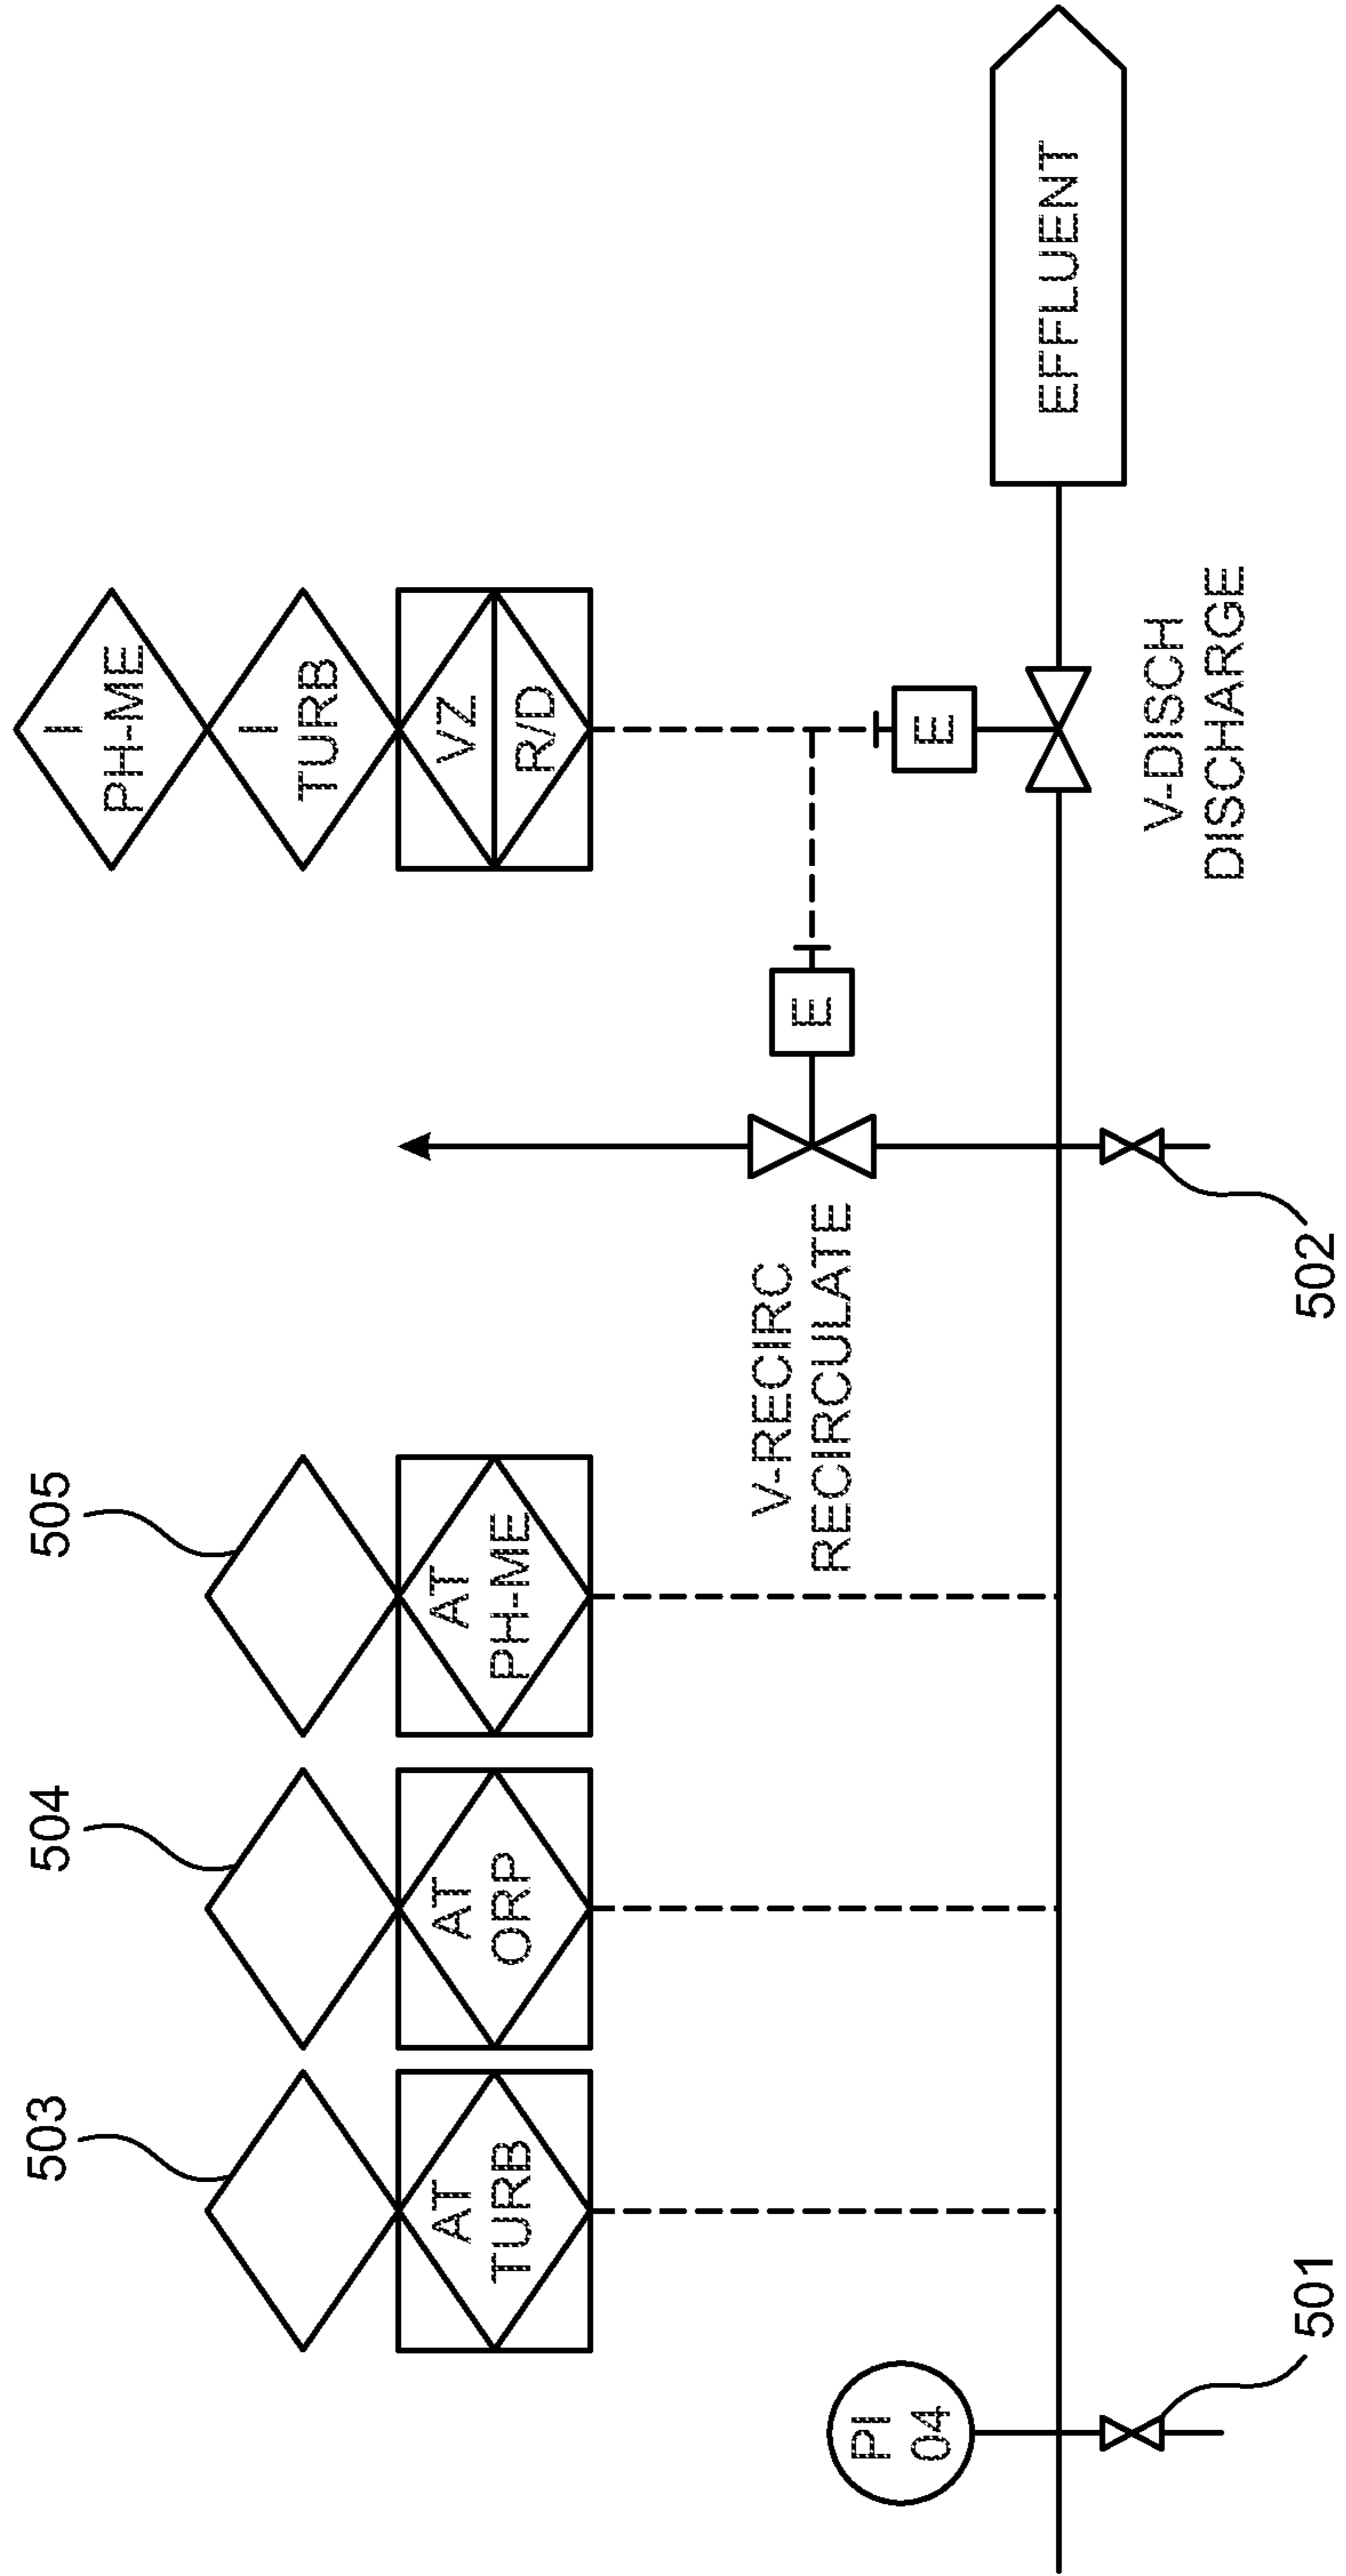 503
504
505
I
PH-ME
I
TURB
AT
TURB
AT
ORP
AT
PH-ME
VZ
R/D
PI
04
V-RECIRC
RECIRCULATE
E
E
EFFLUENT
V-DISCH
DISCHARGE
501
502